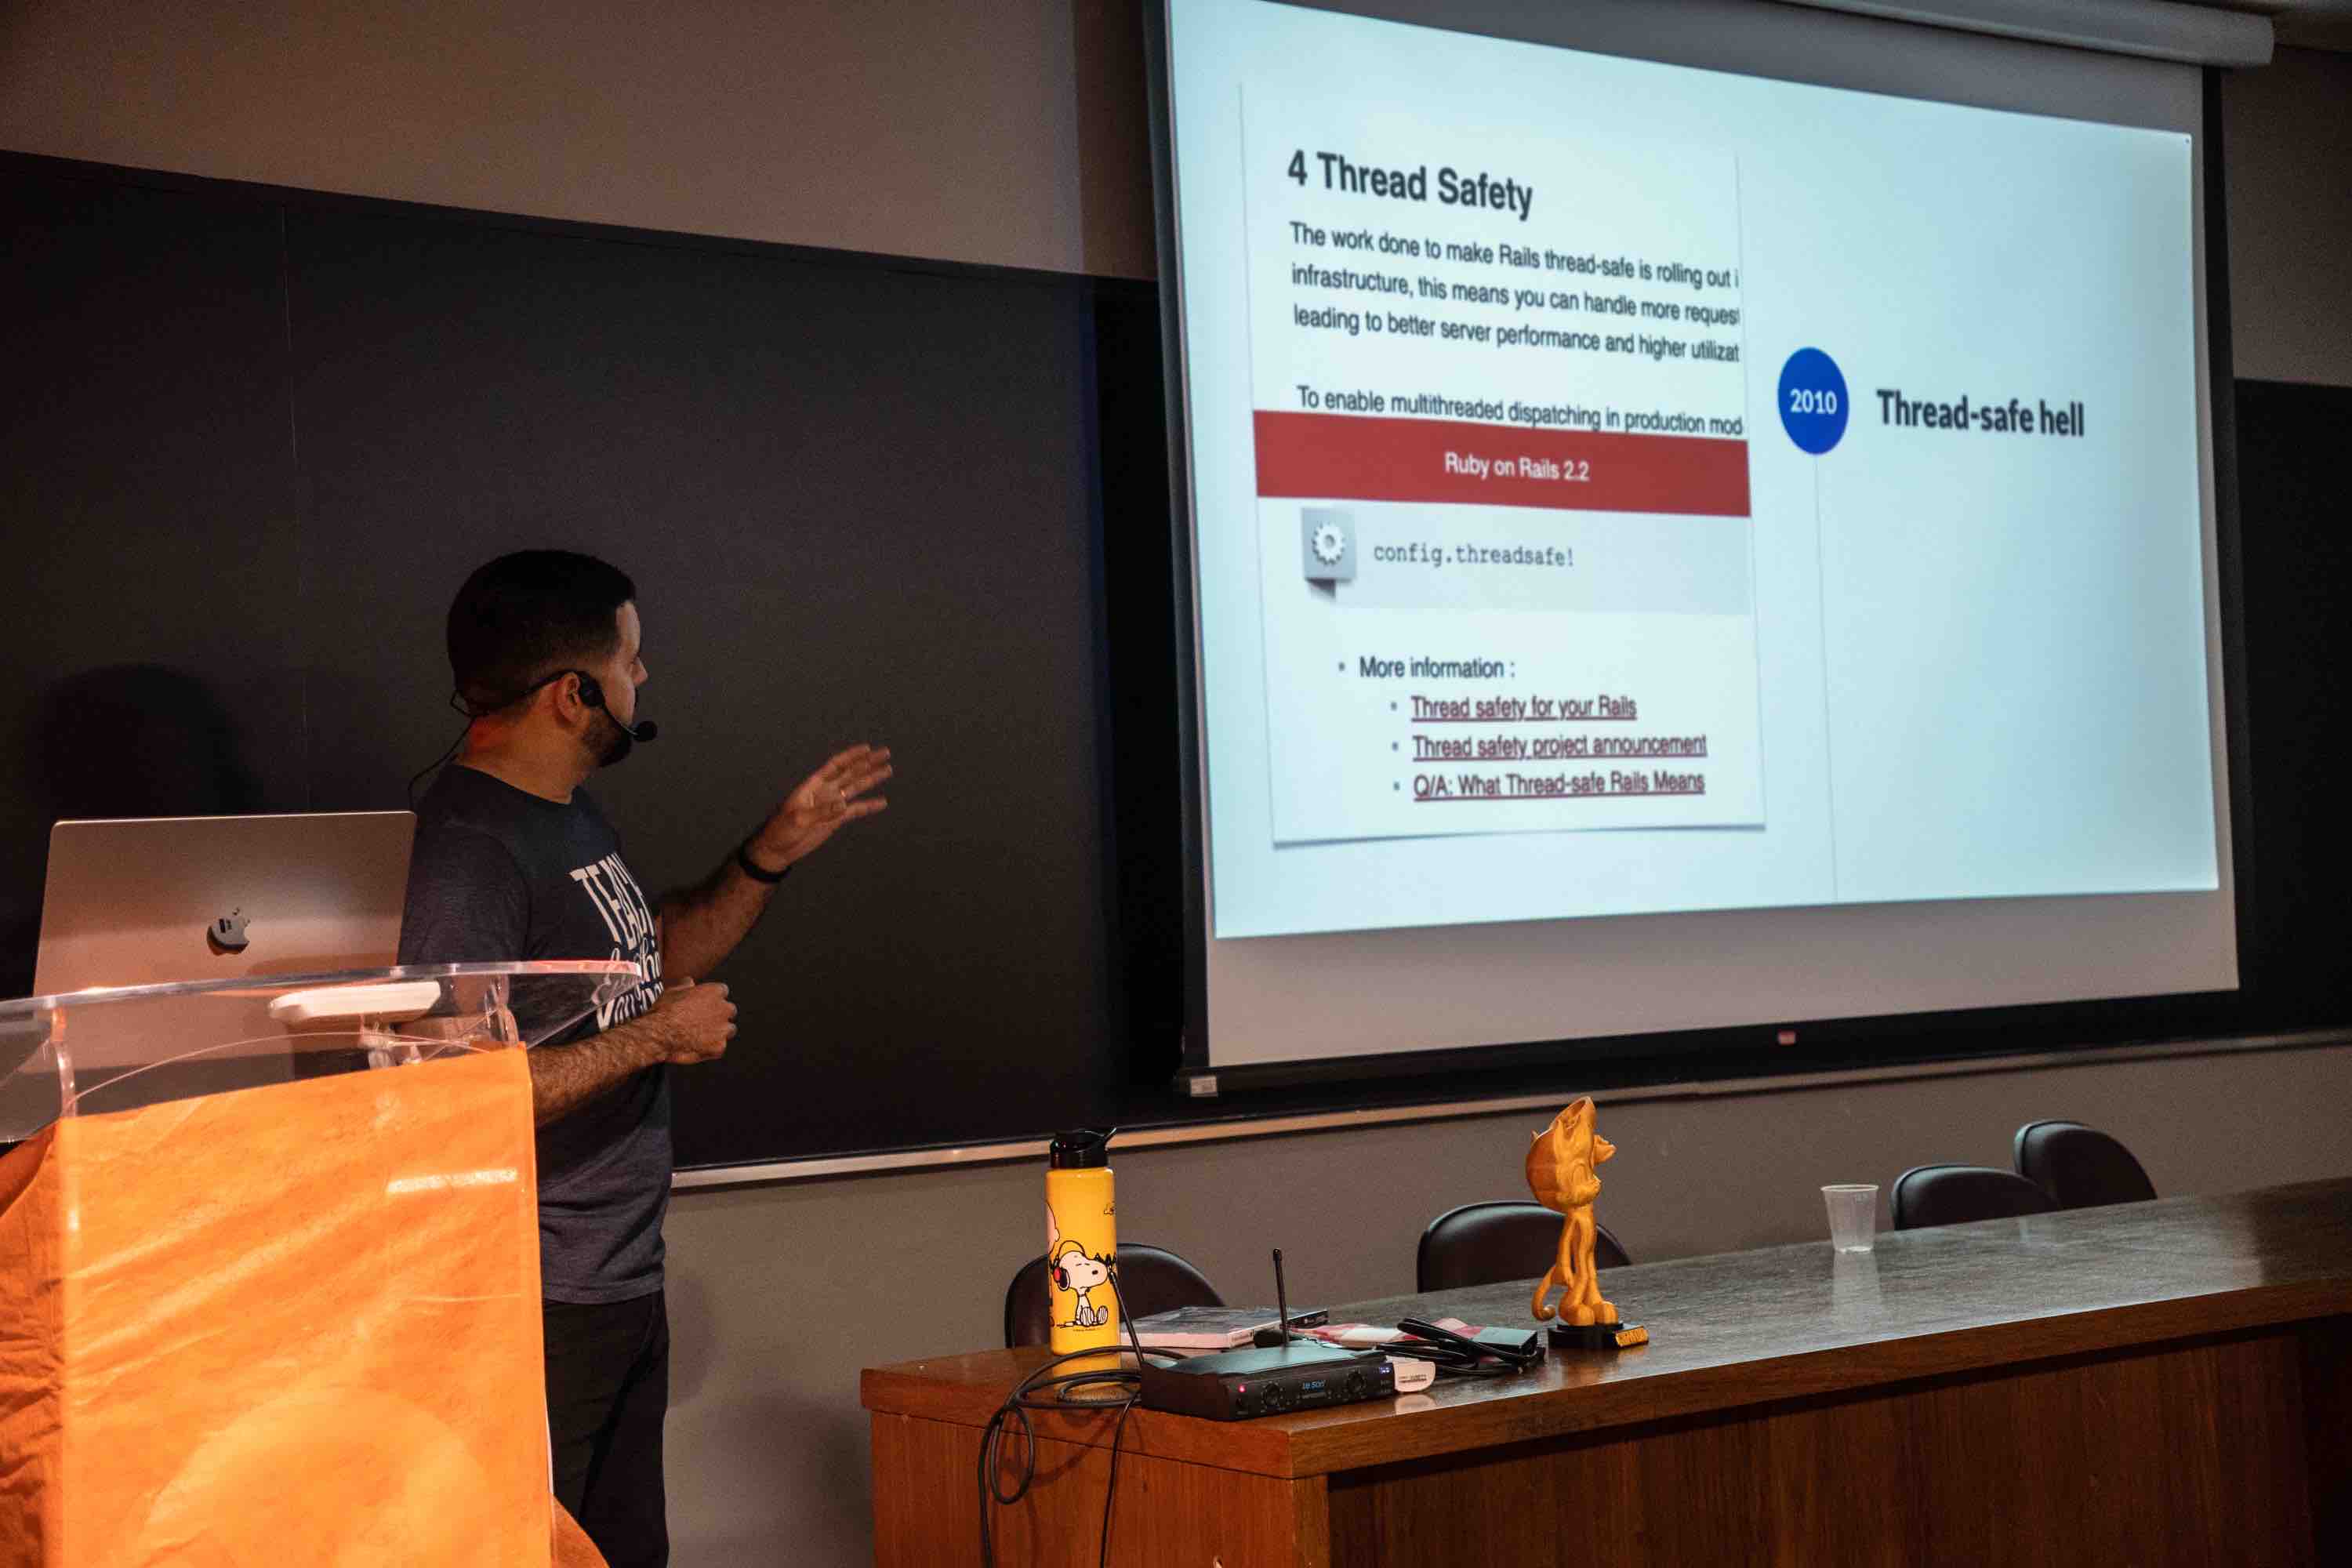 4 Thread Safety
The work done to make Rails thread-safe is rolling out i
infrastructure, this means you can handle more request
leading to better server performance and higher utilizat
To enable multithreaded dispatching in production mod
Ruby on Rails 2.2
config.threadsafe!
More information :
Thread safety for your Rails
Thread safety project announcement
Q/A: What Thread-safe Rails Means
2010
Thread-safe hell